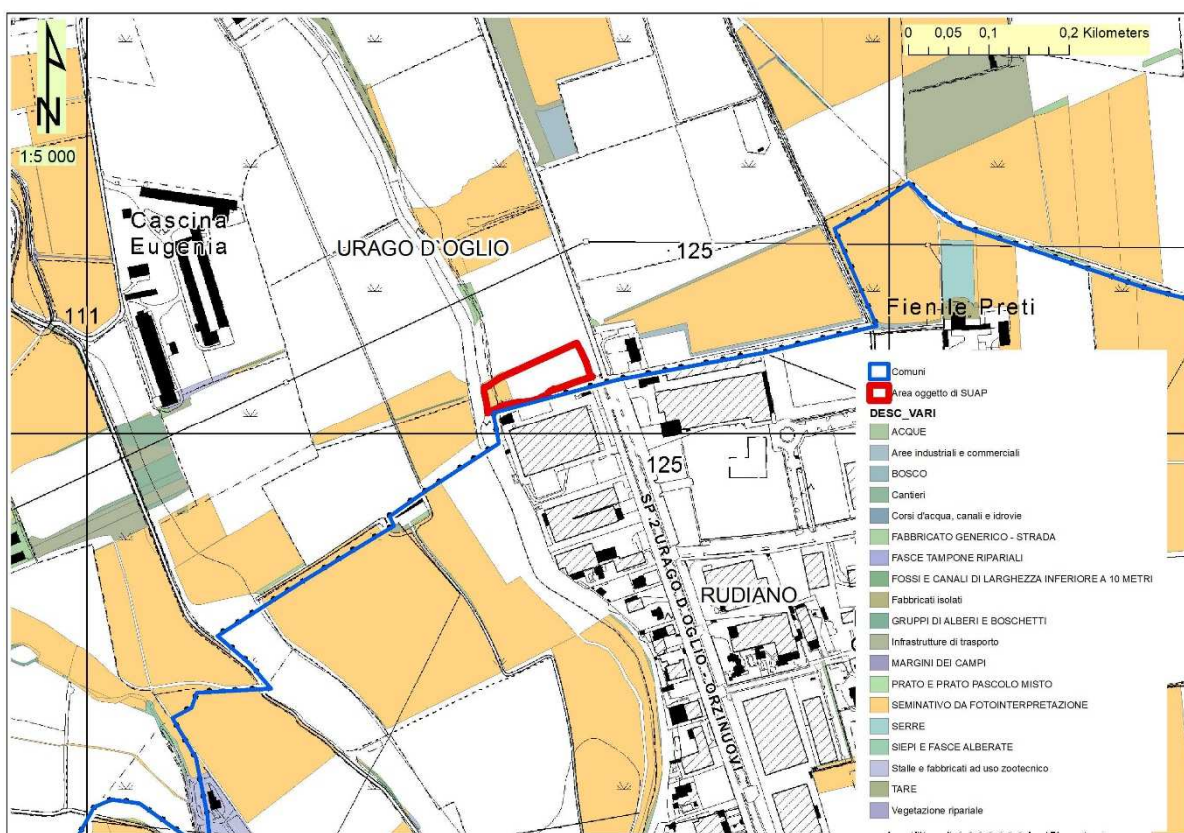 0 0,05 0,1 0,2 Kilometers
N
1:5 000
Cascina
Eugenia
URAGO D'OGLIO
125
111
Fienile Preti
125
SP 2 URAGO D'OGLIO - ORZINUOVI
RUDIANO
Comuni
Area oggetto di SUAP
DESC_VARI
ACQUE
Aree industriali e commerciali
BOSCO
Cantieri
Corsi d'acqua, canali e idrovie
FABBRICATO GENERICO - STRADA
FASCE TAMPONE RIPARIALI
FOSSI E CANALI DI LARGHEZZA INFERIORE A 10 METRI
Fabbricati isolati
GRUPPI DI ALBERI E BOSCHETTI
Infrastrutture di trasporto
MARGINI DEI CAMPI
PRATO E PRATO PASCOLO MISTO
SEMINATIVO DA FOTOINTERPRETAZIONE
SERRE
SIEPI E FASCE ALBERATE
Stalle e fabbricati ad uso zootecnico
TARE
Vegetazione ripariale